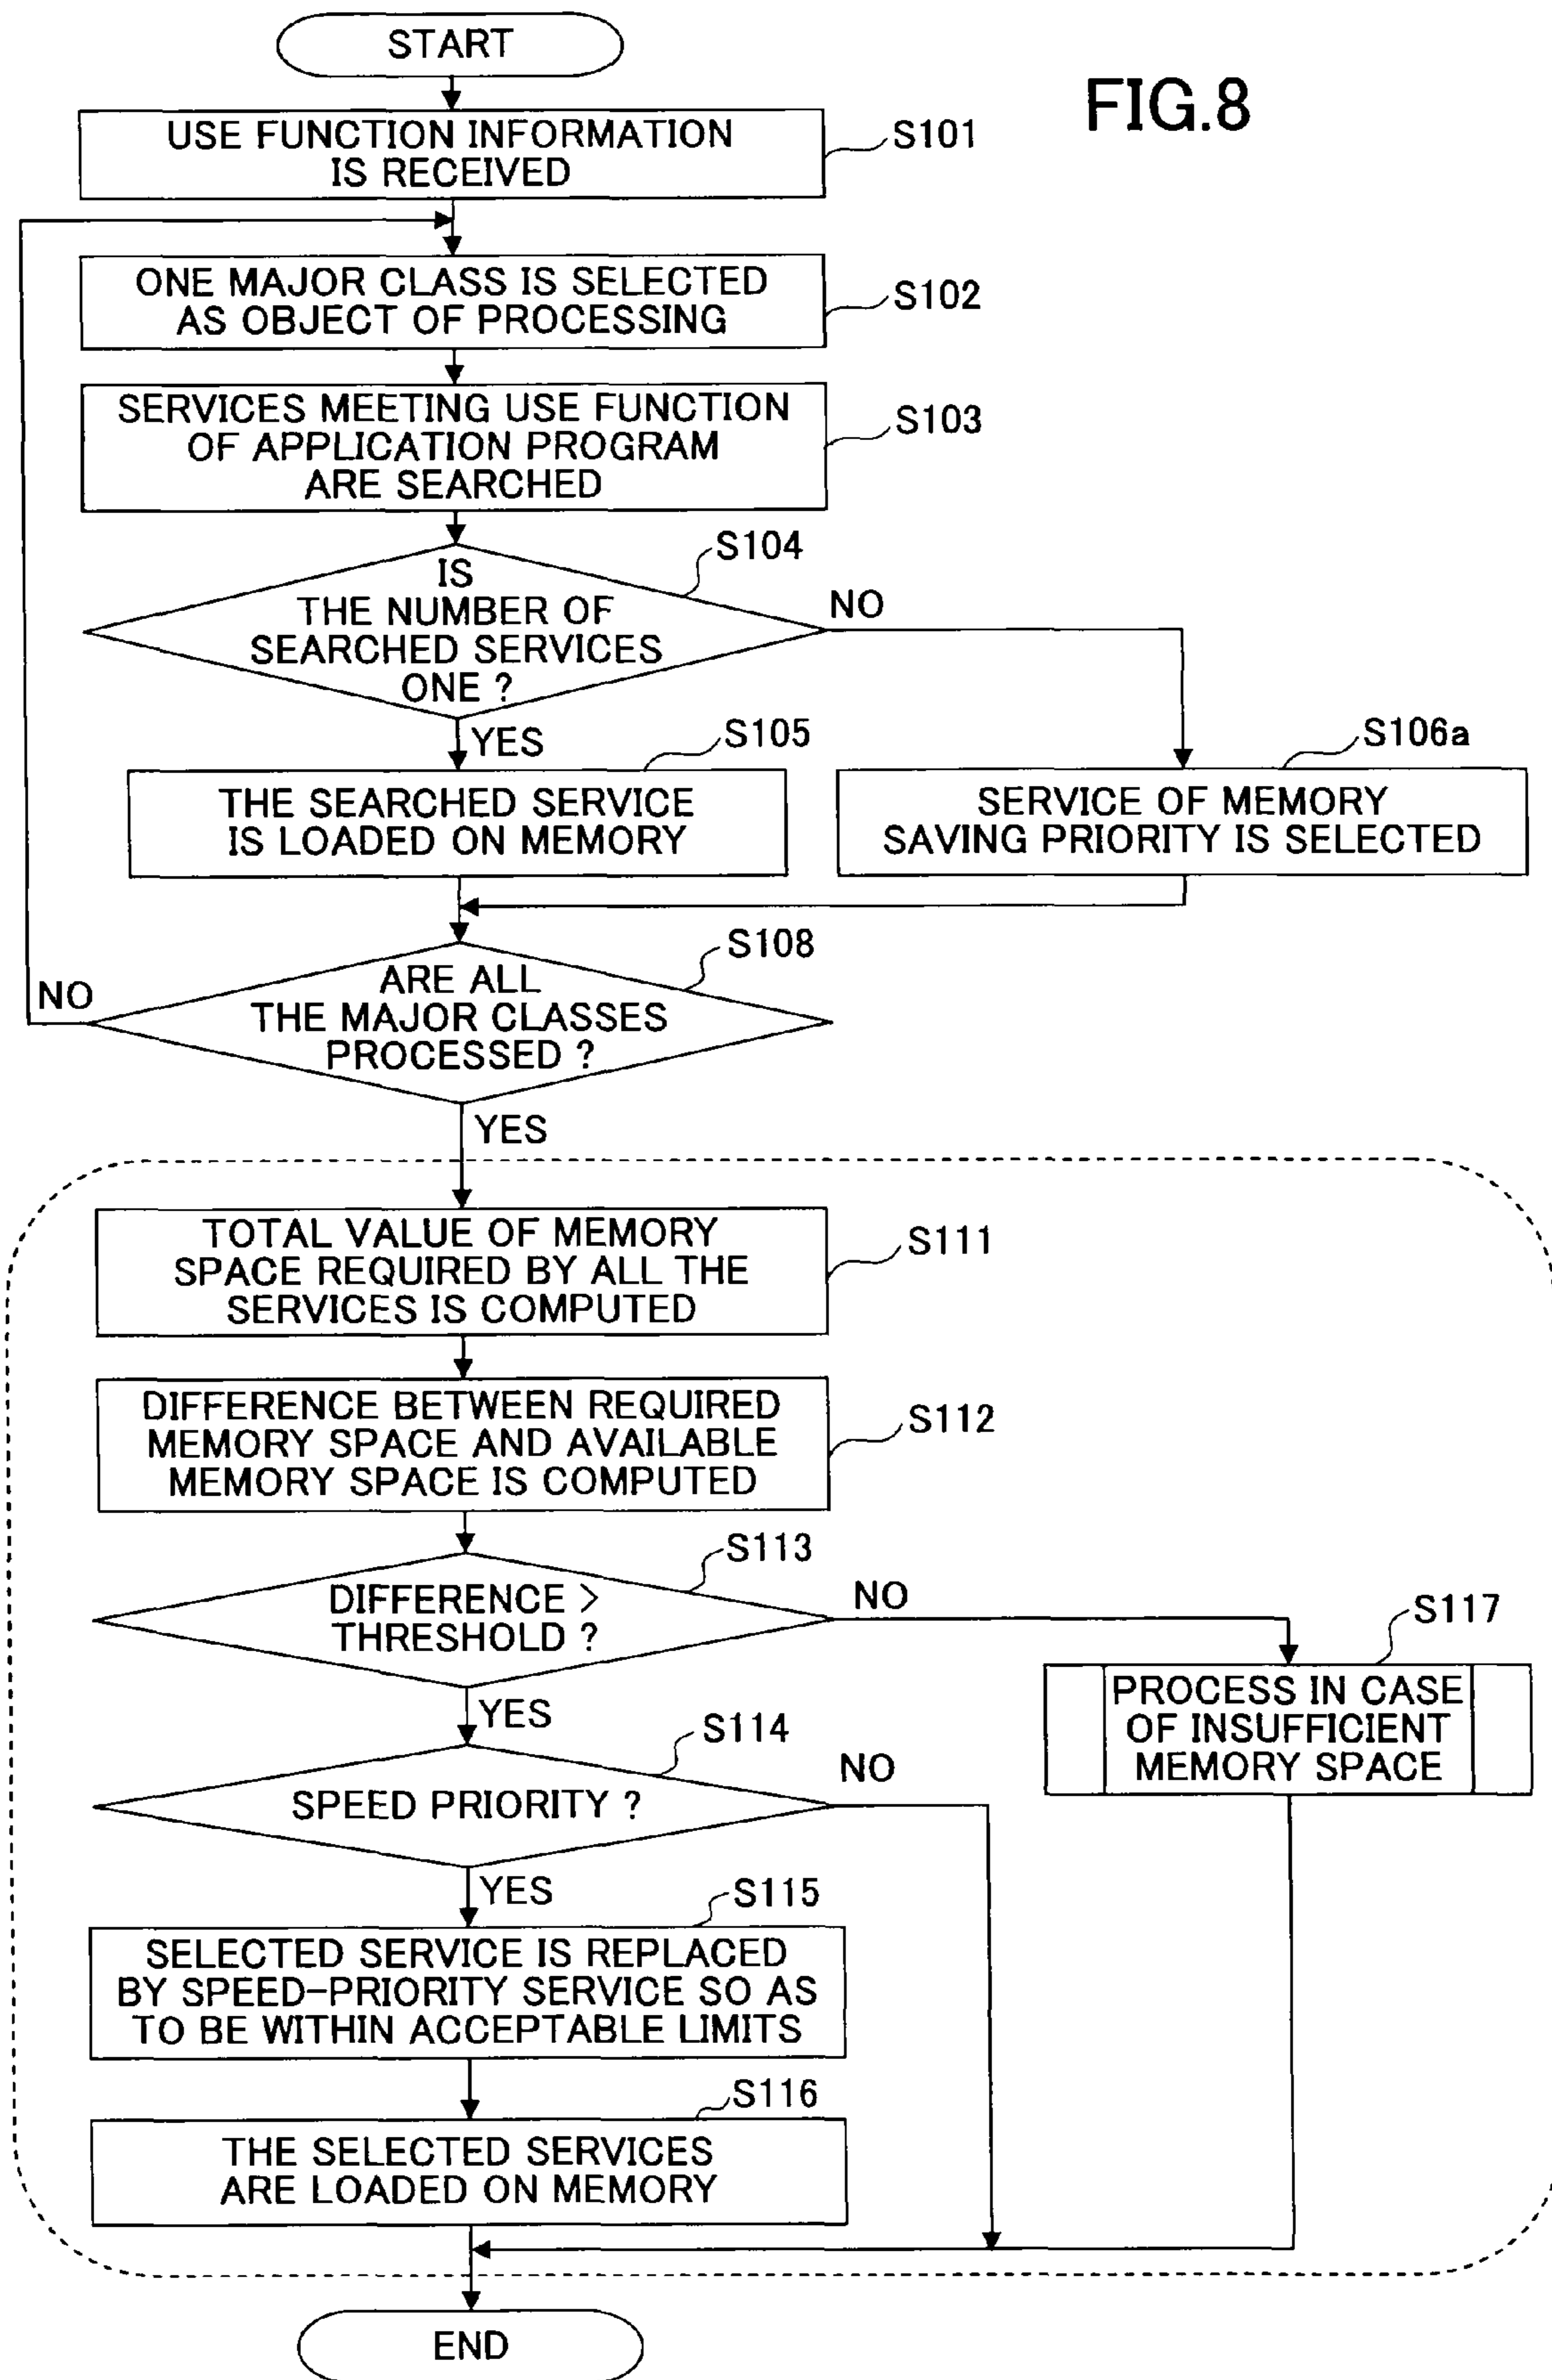 START
FIG.8
USE FUNCTION INFORMATION
IS RECEIVED
S101
ONE MAJOR CLASS IS SELECTED
AS OBJECT OF PROCESSING
S102
SERVICES MEETING USE FUNCTION
OF APPLICATION PROGRAM
ARE SEARCHED
S103
S104
IS
THE NUMBER OF
SEARCHED SERVICES
ONE ?
NO
YES
S105
THE SEARCHED SERVICE
IS LOADED ON MEMORY
S106a
SERVICE OF MEMORY
SAVING PRIORITY IS SELECTED
S108
ARE ALL
THE MAJOR CLASSES
PROCESSED ?
NO
YES
TOTAL VALUE OF MEMORY
SPACE REQUIRED BY ALL THE
SERVICES IS COMPUTED
S111
DIFFERENCE BETWEEN REQUIRED
MEMORY SPACE AND AVAILABLE
MEMORY SPACE IS COMPUTED
S112
S113
DIFFERENCE >
THRESHOLD ?
NO
YES
S117
PROCESS IN CASE
OF INSUFFICIENT
MEMORY SPACE
S114
SPEED PRIORITY ?
NO
YES
S115
SELECTED SERVICE IS REPLACED
BY SPEED-PRIORITY SERVICE SO AS
TO BE WITHIN ACCEPTABLE LIMITS
S116
THE SELECTED SERVICES
ARE LOADED ON MEMORY
END